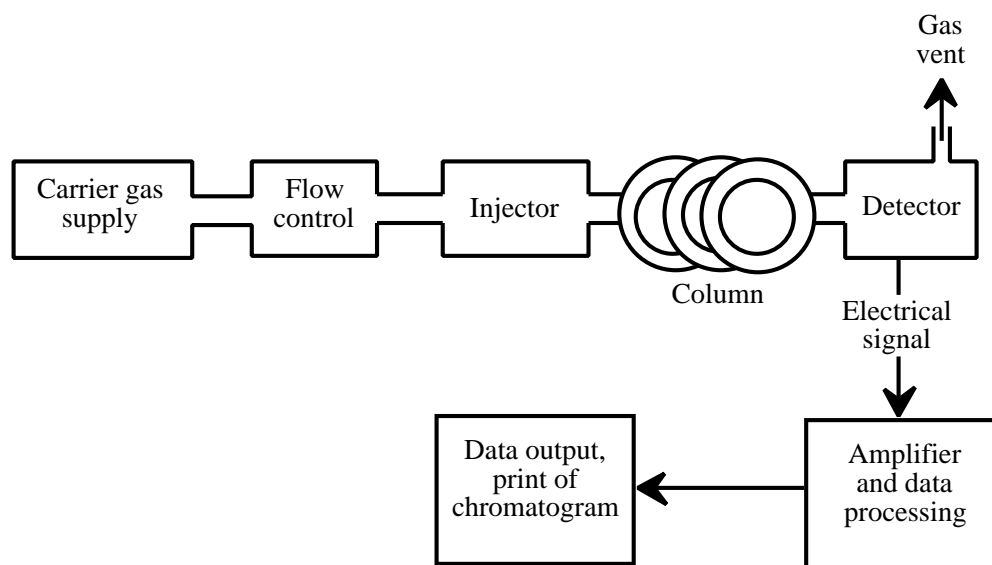 Gas
vent
Carrier gas
supply
Flow
control
Injector
Detector
Column
Electrical
signal
Data output,
print of
chromatogram
Amplifier
and data
processing